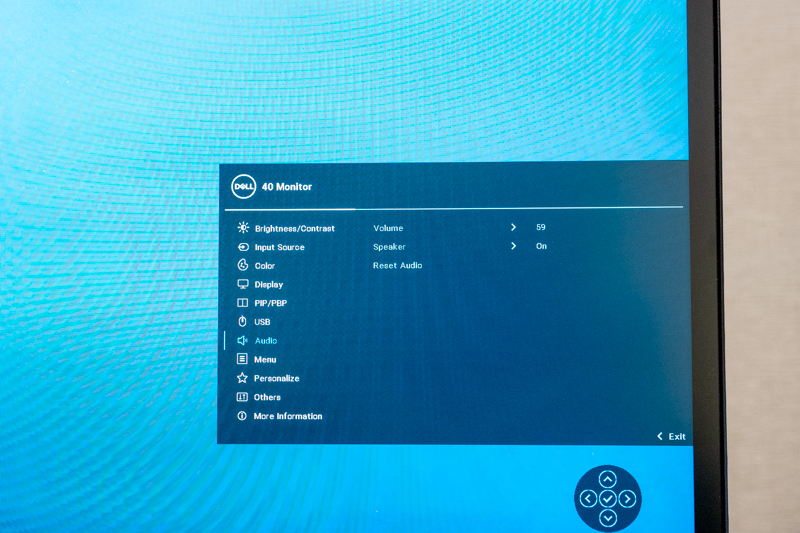 DELL 40 Monitor
Brightness/Contrast Volume 59
Input Source Speaker On
Color Reset Audio
Display
PIP/PBP
USB
Audio
Menu
Personalize
Others
More Information
Exit